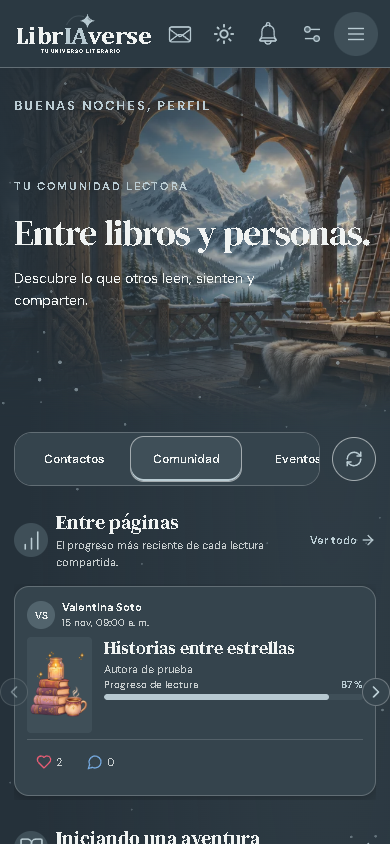 LibrIAverse
TU UNIVERSO LITERARIO
BUENAS NOCHES, PERFIL
TU COMUNIDAD LECTORA
Entre libros y personas.
Descubre lo que otros leen, sienten y
comparten.
Contactos
Comunidad
Eventos
Entre páginas
El progreso más reciente de cada lectura
compartida.
Ver todo
VS
Valentina Soto
15 nov, 09:00 a. m.
Historias entre estrellas
Autora de prueba
Progreso de lectura
87%
2
0
Iniciando una aventura